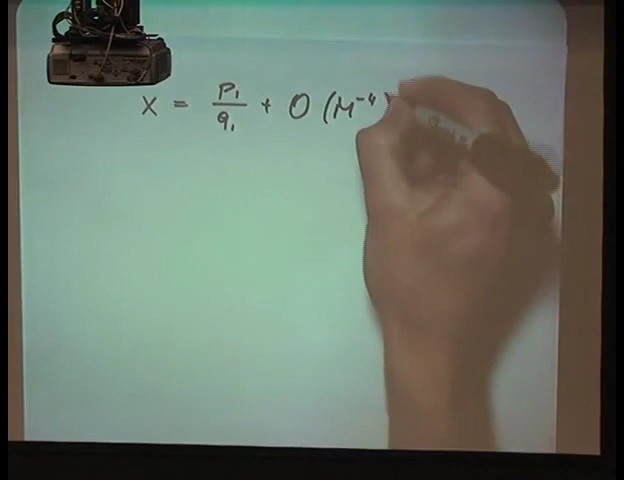 X = p₁/q₁ + O (M⁻⁴)